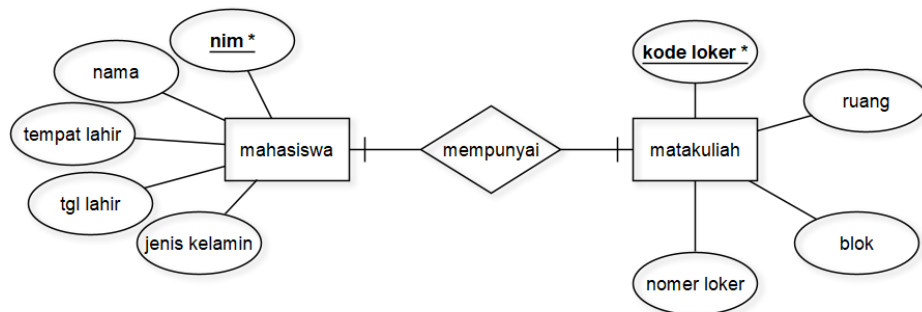 nim *
kode loker *
nama
ruang
tempat lahir
mahasiswa
mempunyai
matakuliah
tgl lahir
jenis kelamin
blok
nomer loker